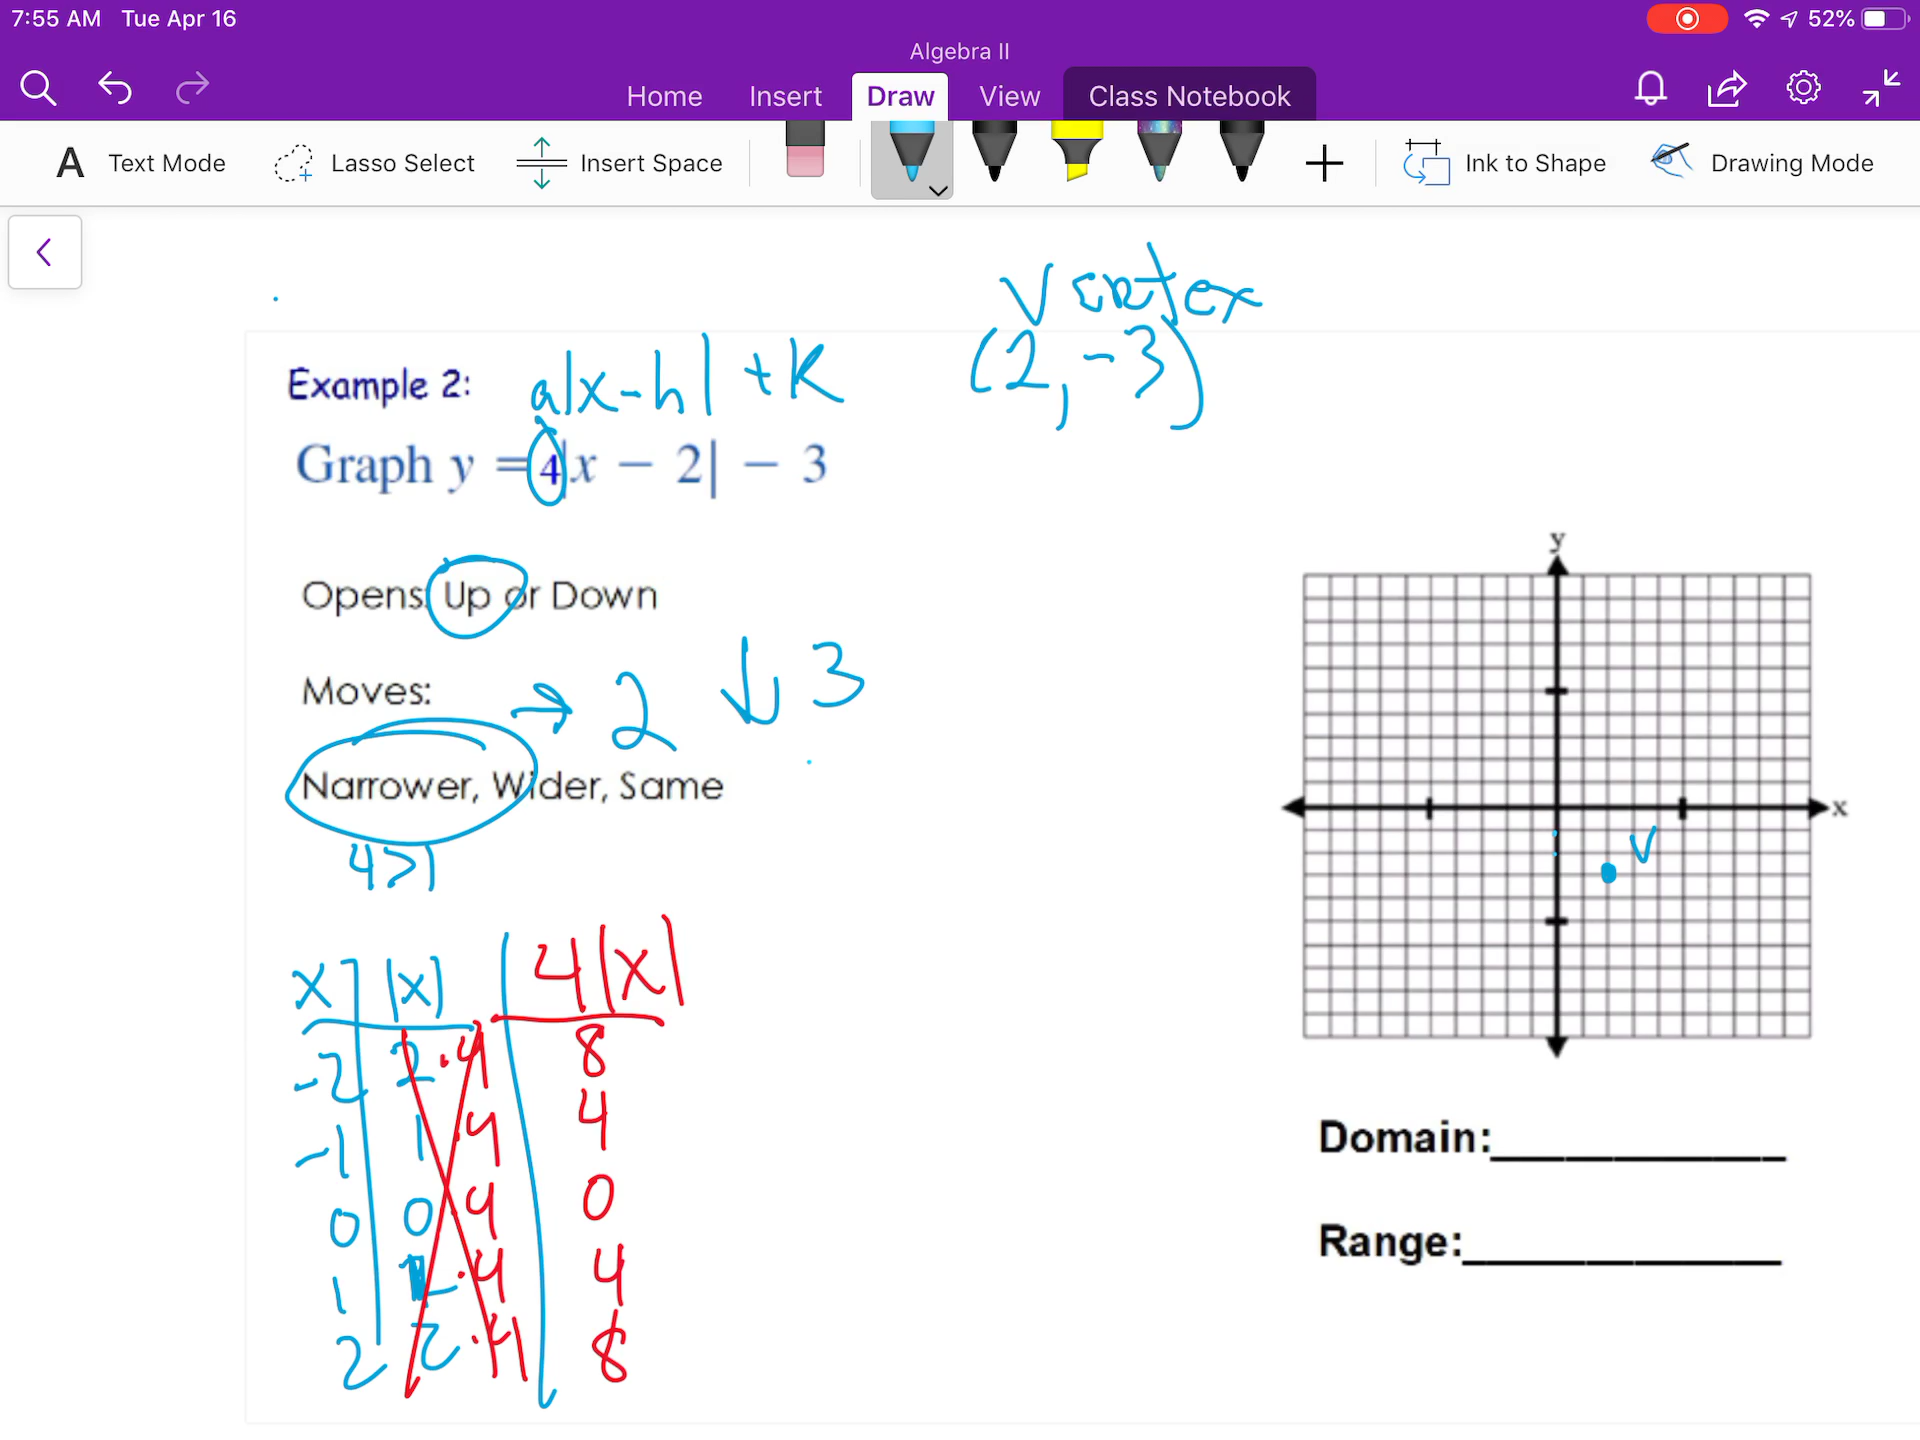 7:55 AM Tue Apr 16
52%
Algebra II
Home Insert Draw View Class Notebook
A Text Mode Lasso Select Insert Space Ink to Shape Drawing Mode
Vertex
(2, -3)
Example 2: a|x-h| +k
Graph y = 4|x − 2| − 3
Opens: Up or Down
Moves: → 2 ↓ 3
Narrower, Wider, Same
4>1
x |x| 4|x|
-2 2 ·4 8
-1 1 ·4 4
0 0 ·4 0
1 1 ·4 4
2 2 ·4 8
y
x
V
Domain:____________
Range:_____________